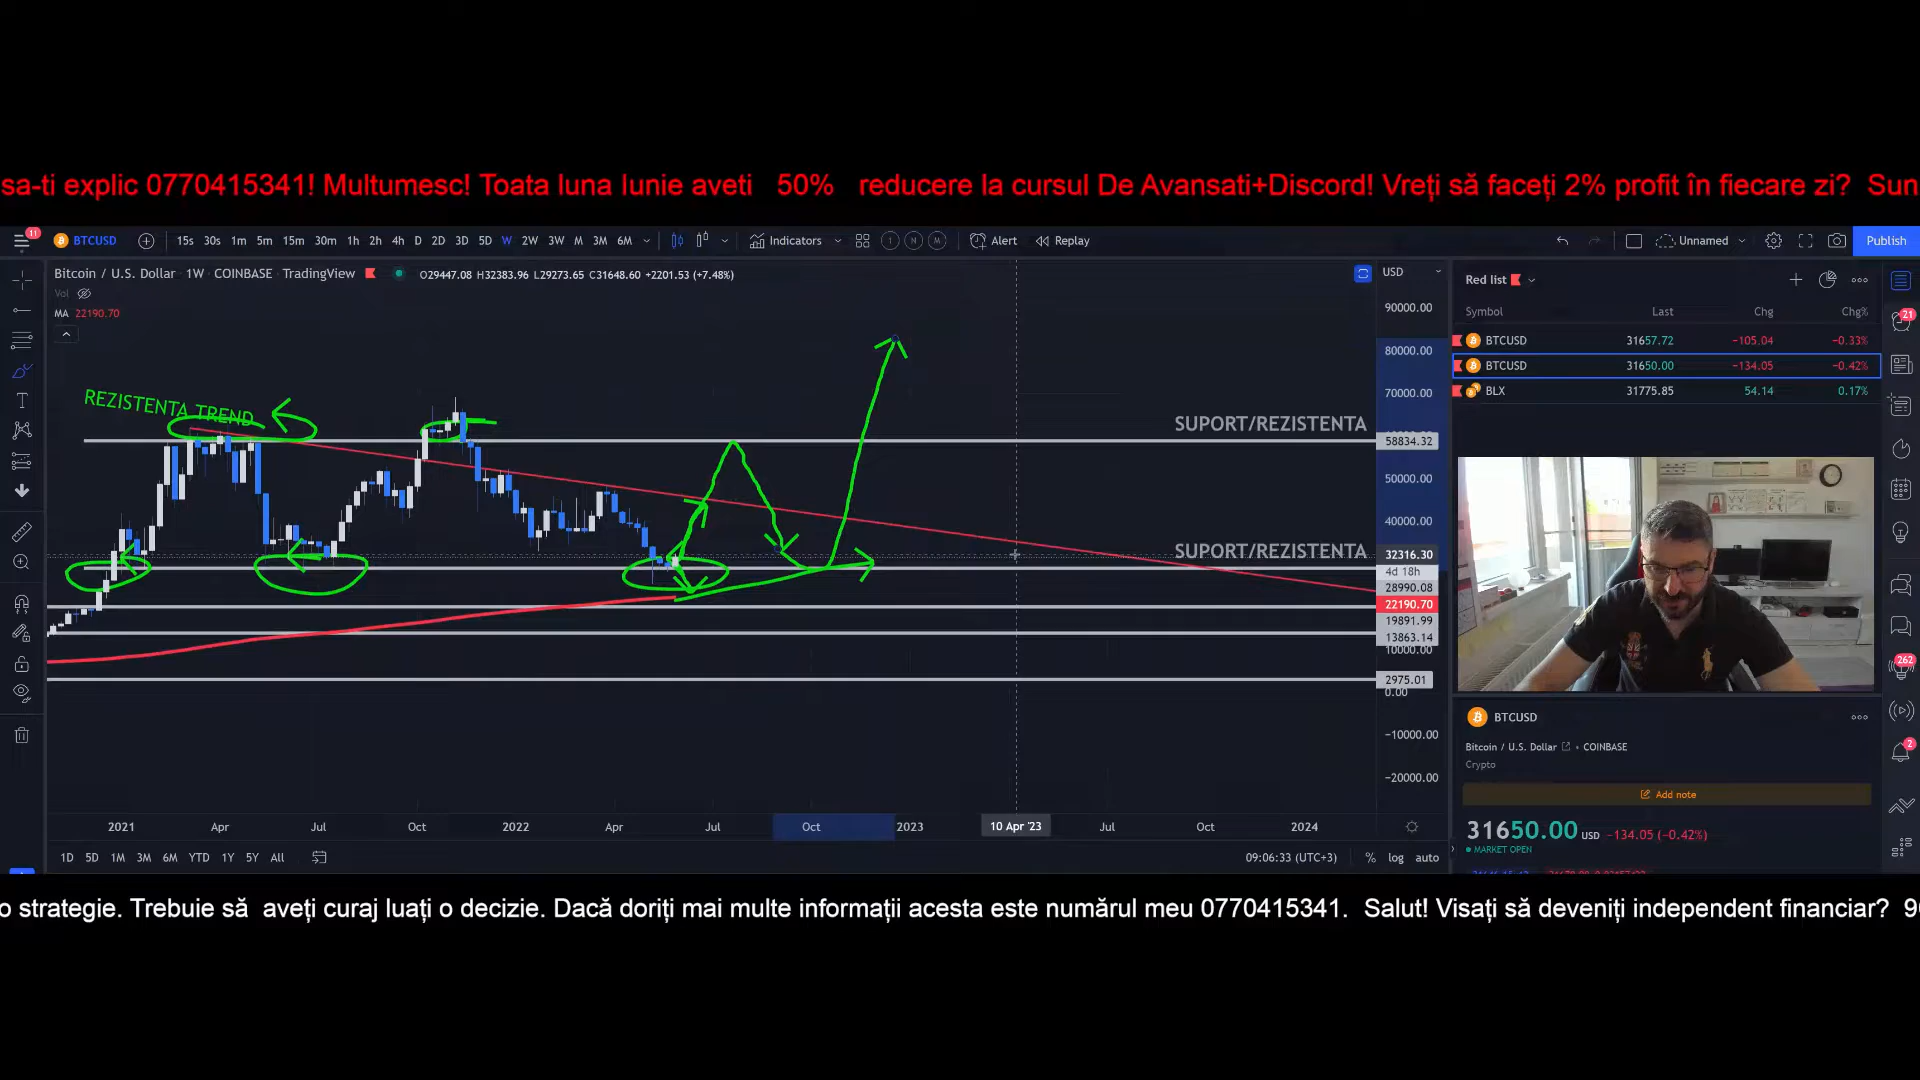 sa-ti explic 0770415341! Multumesc! Toata luna Iunie aveti 50% reducere la cursul De Avansati+Discord! Vreți să faceți 2% profit în fiecare zi? Sun
11
BTCUSD
15s 30s 1m 5m 15m 30m 1h 2h 4h D 2D 3D 5D W 2W 3W M 3M 6M
Indicators
Alert
Replay
Unnamed
Publish
Bitcoin / U.S. Dollar · 1W · COINBASE · TradingView
O29447.08 H32383.96 L29273.65 C31648.60 +2201.53 (+7.48%)
Vol
MA 22190.70
USD
REZISTENTA TREND
SUPORT/REZISTENTA
SUPORT/REZISTENTA
90000.00
80000.00
70000.00
58834.32
50000.00
40000.00
32316.30
4d 18h
28990.08
22190.70
19891.99
13863.14
10000.00
2975.01
0.00
−10000.00
−20000.00
2021 Apr Jul Oct 2022 Apr Jul Oct 2023 10 Apr '23 Jul Oct 2024
1D 5D 1M 3M 6M YTD 1Y 5Y All
09:06:33 (UTC+3) % log auto
Red list
Symbol Last Chg Chg%
BTCUSD 31657.72 −105.04 −0.33%
BTCUSD 31650.00 −134.05 −0.42%
BLX 31775.85 54.14 0.17%
21
262
2
BTCUSD
Bitcoin / U.S. Dollar • COINBASE
Crypto
Add note
31650.00 USD −134.05 (−0.42%)
MARKET OPEN
o strategie. Trebuie să aveți curaj luați o decizie. Dacă doriți mai multe informații acesta este numărul meu 0770415341. Salut! Visați să deveniți independent financiar?